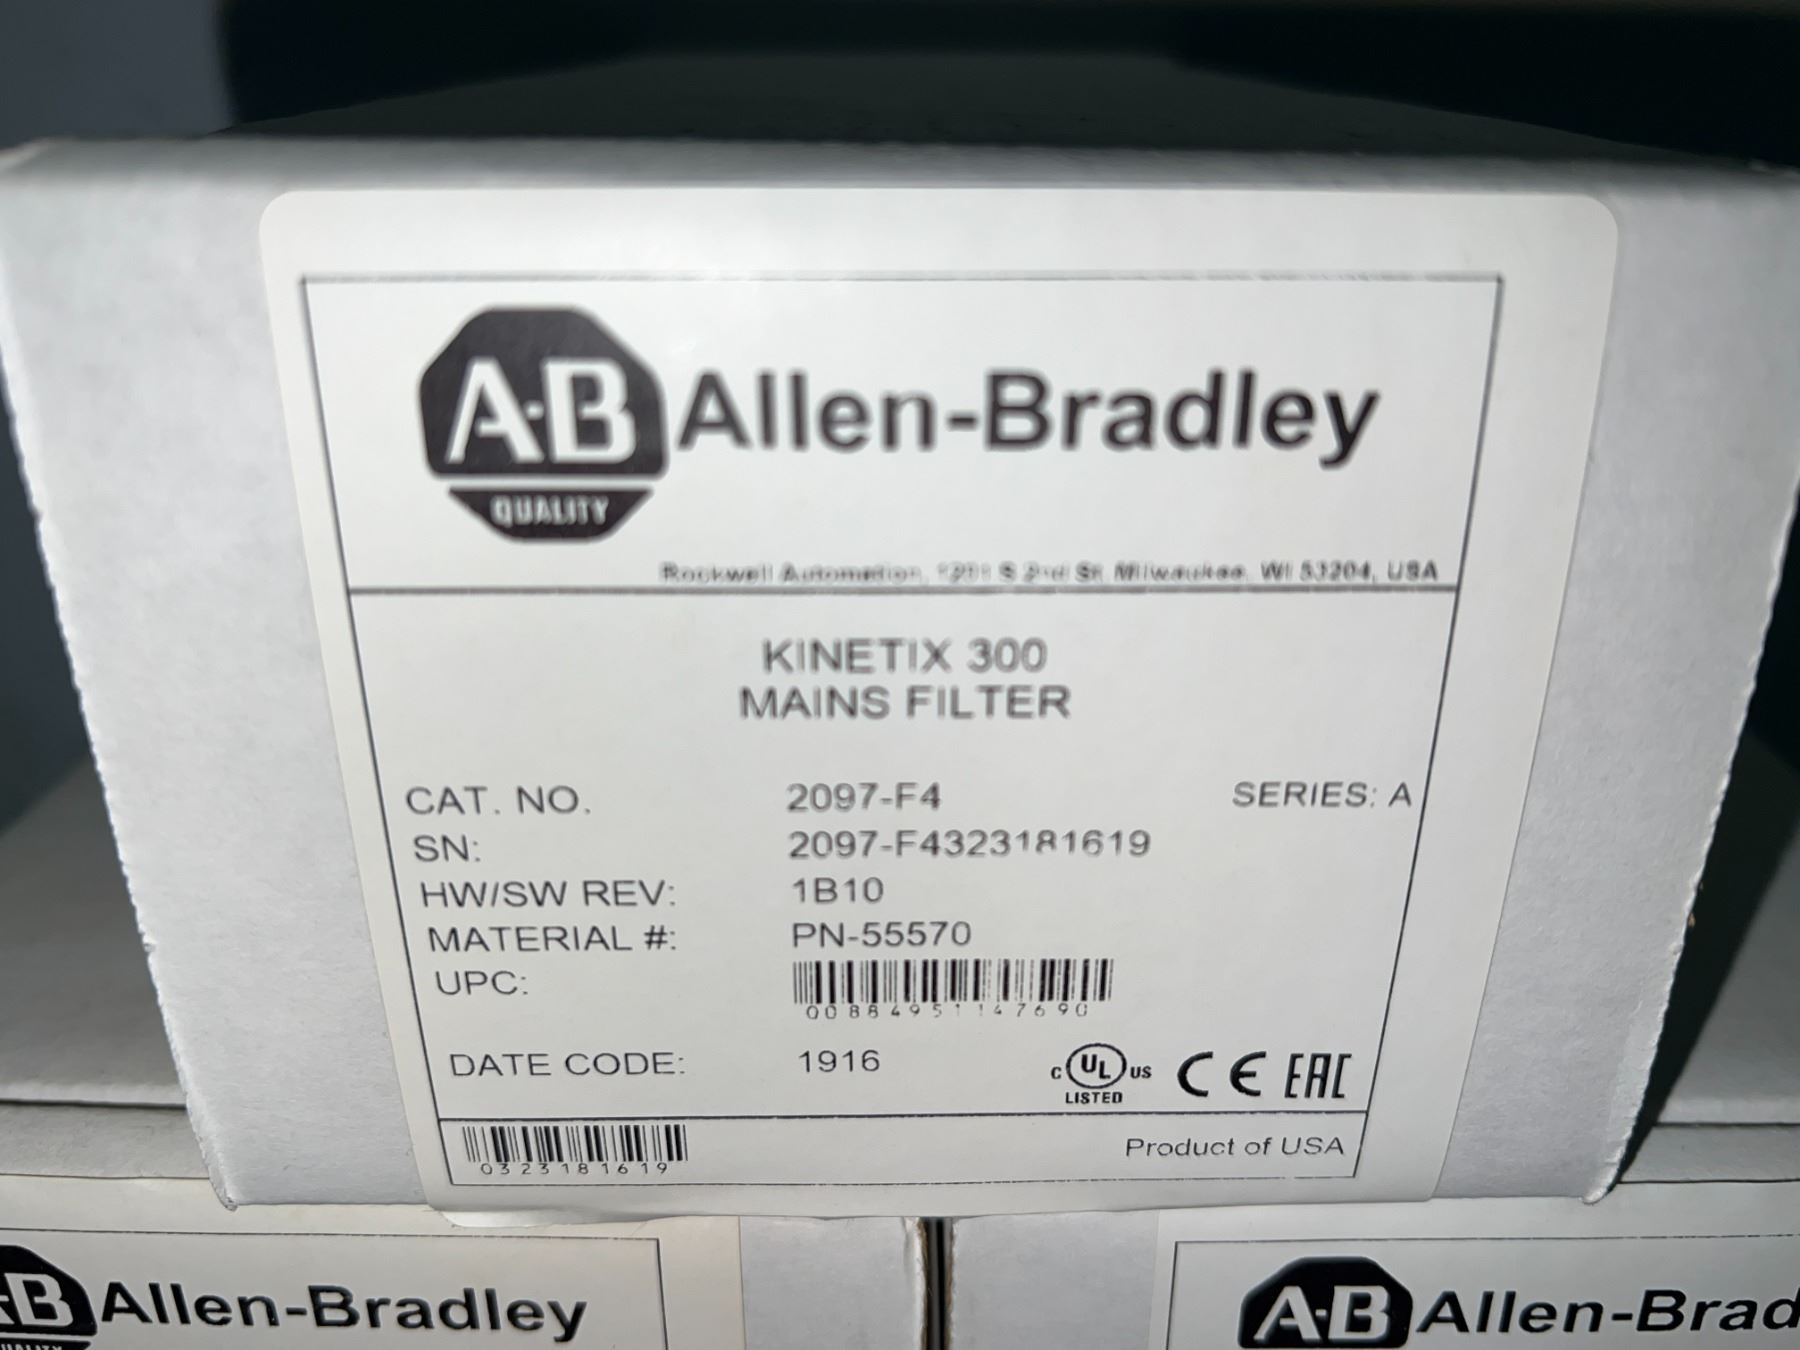 A-B Allen-Bradley
QUALITY
Rockwell Automation, 1201 S 2nd St. Milwaukee, WI 53204, USA
KINETIX 300
MAINS FILTER
CAT. NO. 2097-F4 SERIES: A
SN: 2097-F4323181619
HW/SW REV: 1B10
MATERIAL #: PN-55570
UPC:
00884951147690
DATE CODE: 1916 C UL US LISTED CE EAC
0323181619 Product of USA
A-B Allen-Bradley
QUALITY
A-B Allen-Brad